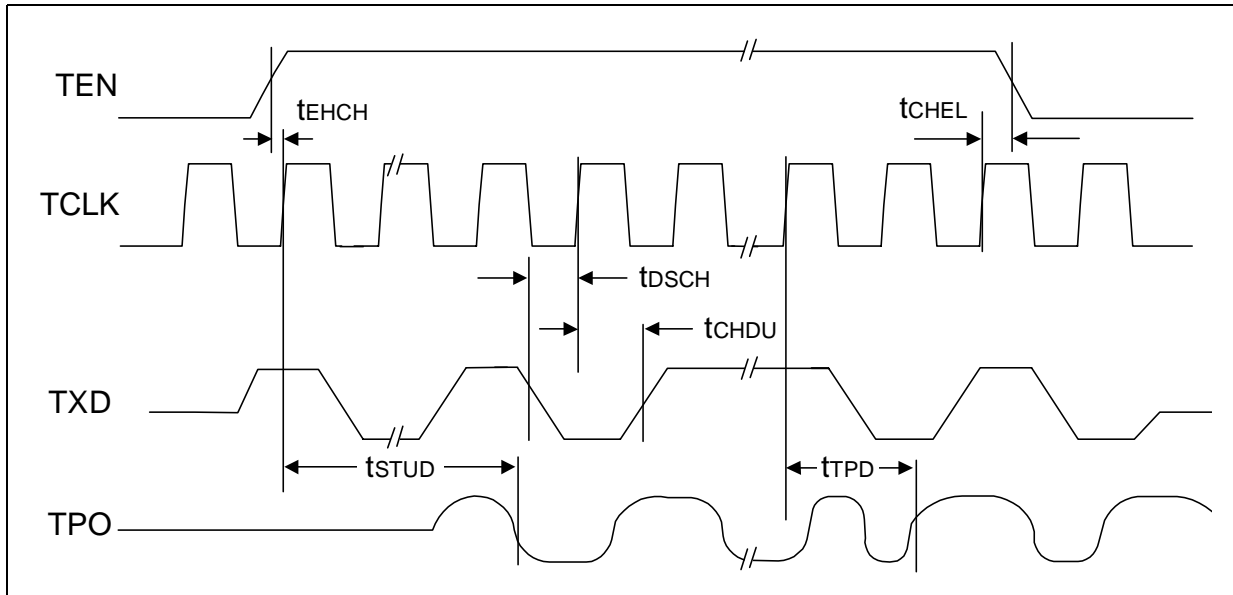 TEN
tEHCH
tCHEL
TCLK
tDSCH
tCHDU
TXD
tSTUD
tTPD
TPO